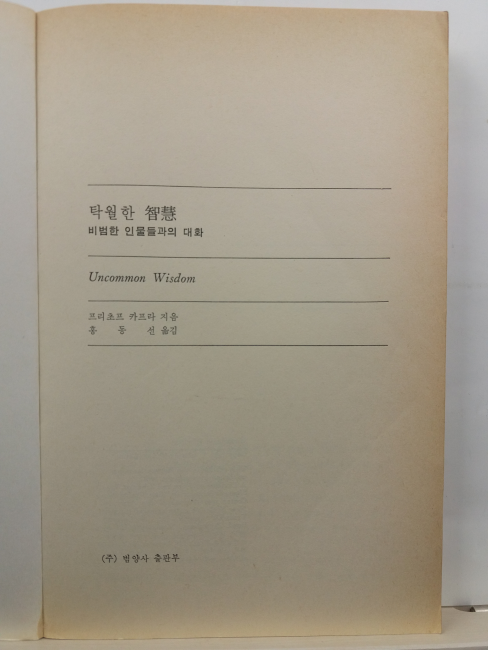 탁월한 智慧
비범한 인물들과의 대화
Uncommon Wisdom
프리초프 카프라 지음
홍 동 선 옮김
(주) 범양사 출판부